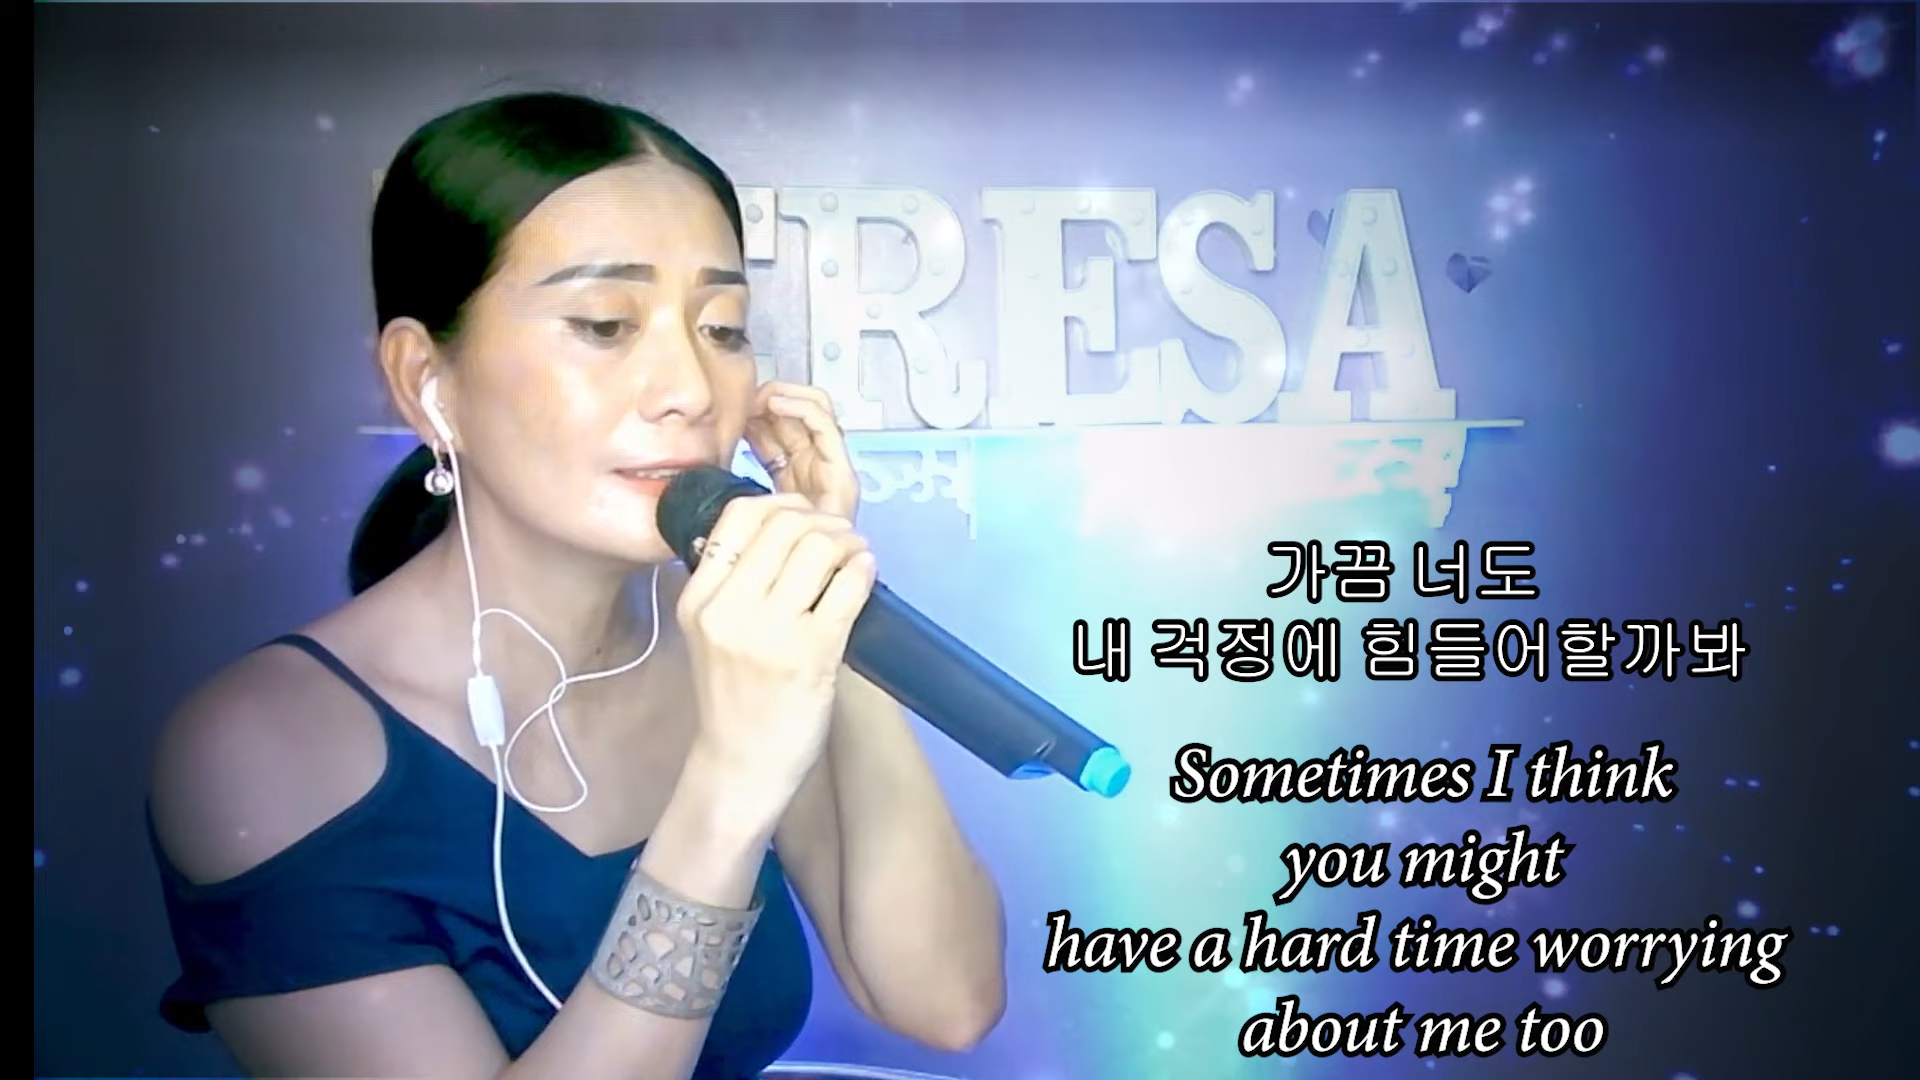 ERESA
가끔 너도
내 걱정에 힘들어할까봐
Sometimes I think
you might
have a hard time worrying
about me too